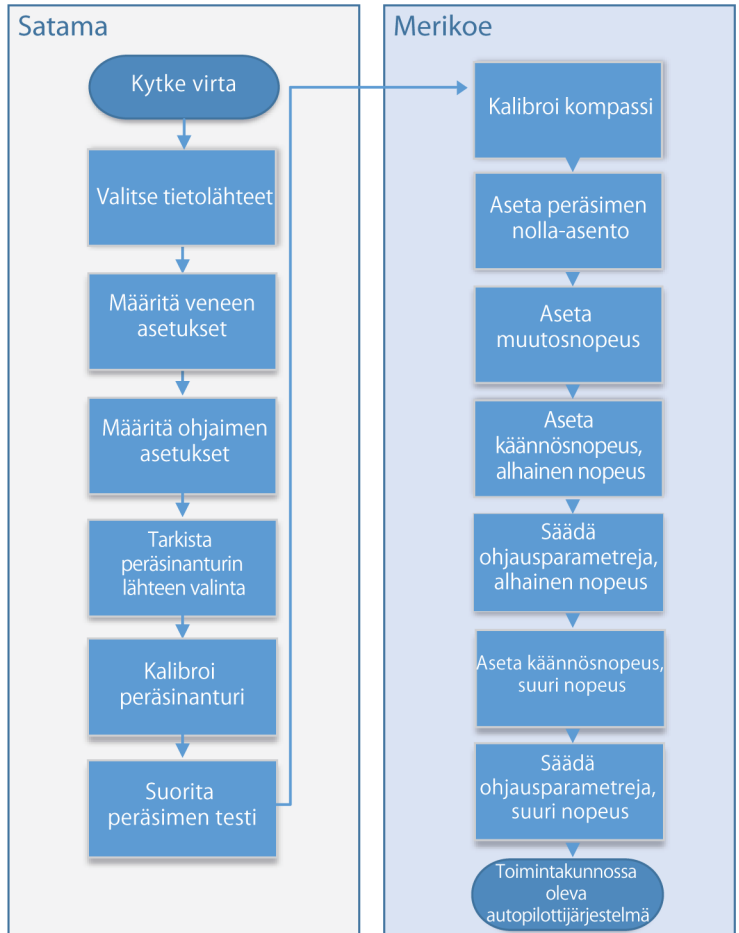 Satama
Kytke virta
Valitse tietolähteet
Määritä veneen
asetukset
Määritä ohjaimen
asetukset
Tarkista
peräsinanturin
lähteen valinta
Kalibroi
peräsinanturi
Suorita
peräsimen testi
Merikoe
Kalibroi kompassi
Aseta peräsimen
nolla-asento
Aseta
muutosnopeus
Aseta
käännösnopeus,
alhainen nopeus
Säädä
ohjausparametreja,
alhainen nopeus
Aseta käännösnopeus,
suuri nopeus
Säädä
ohjausparametreja,
suuri nopeus
Toimintakunnossa
oleva
autopilottijärjestelmä